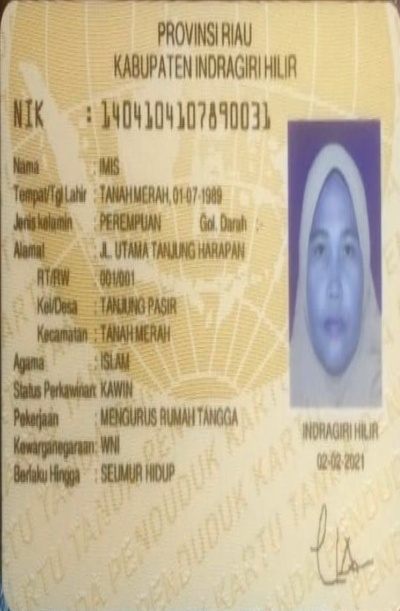 PROVINSI RIAU
KABUPATEN INDRAGIRI HILIR
NIK : 1404104107890031
Nama : IMIS
Tempat/Tgl Lahir : TANAH MERAH, 01-07-1989
Jenis kelamin : PEREMPUAN Gol. Darah :-
Alamat : JL. UTAMA TANJUNG HARAPAN
RT/RW : 001/001
Kel/Desa : TANJUNG PASIR
Kecamatan : TANAH MERAH
Agama : ISLAM
Status Perkawinan: KAWIN
Pekerjaan : MENGURUS RUMAH TANGGA
Kewarganegaraan: WNI
Berlaku Hingga : SEUMUR HIDUP
INDRAGIRI HILIR
02-02-2021